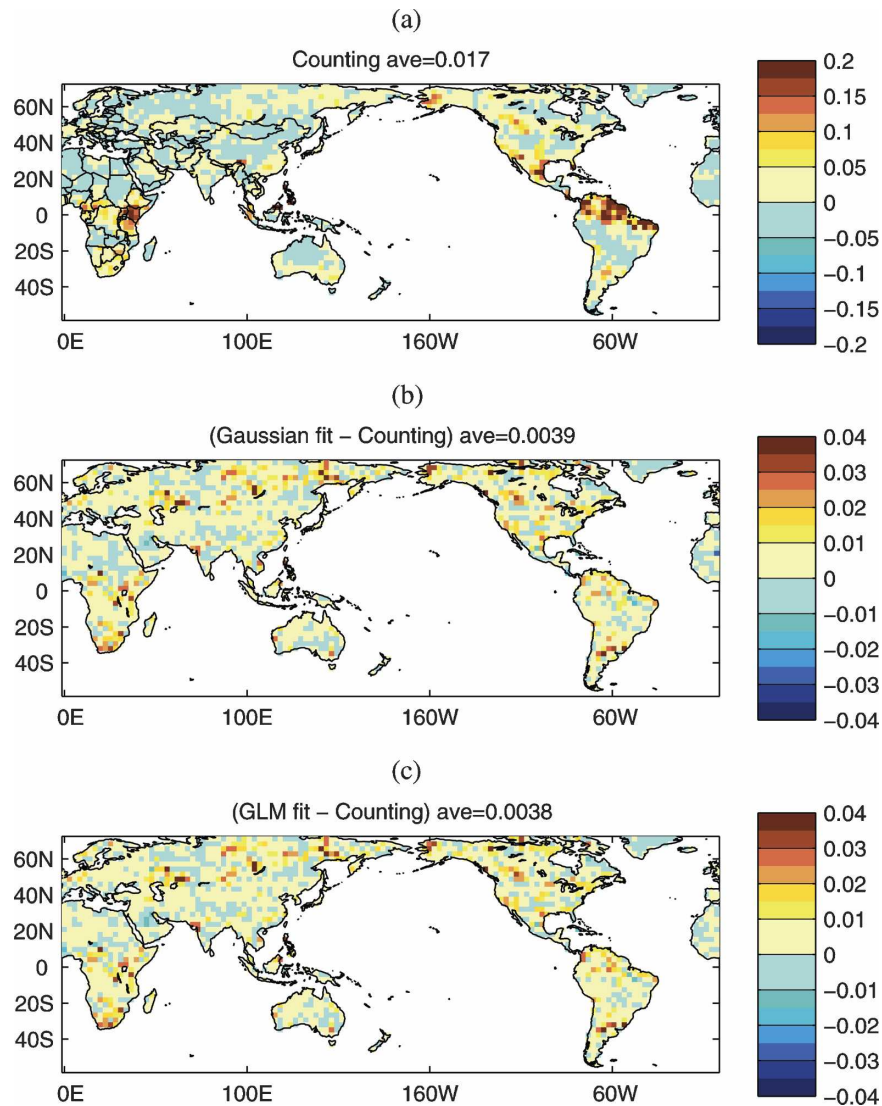 (a)
Counting ave=0.017
60N
40N
20N
0
20S
40S
0E 100E 160W 60W
0.2
0.15
0.1
0.05
0
−0.05
−0.1
−0.15
−0.2
(b)
(Gaussian fit − Counting) ave=0.0039
60N
40N
20N
0
20S
40S
0E 100E 160W 60W
0.04
0.03
0.02
0.01
0
−0.01
−0.02
−0.03
−0.04
(c)
(GLM fit − Counting) ave=0.0038
60N
40N
20N
0
20S
40S
0E 100E 160W 60W
0.04
0.03
0.02
0.01
0
−0.01
−0.02
−0.03
−0.04